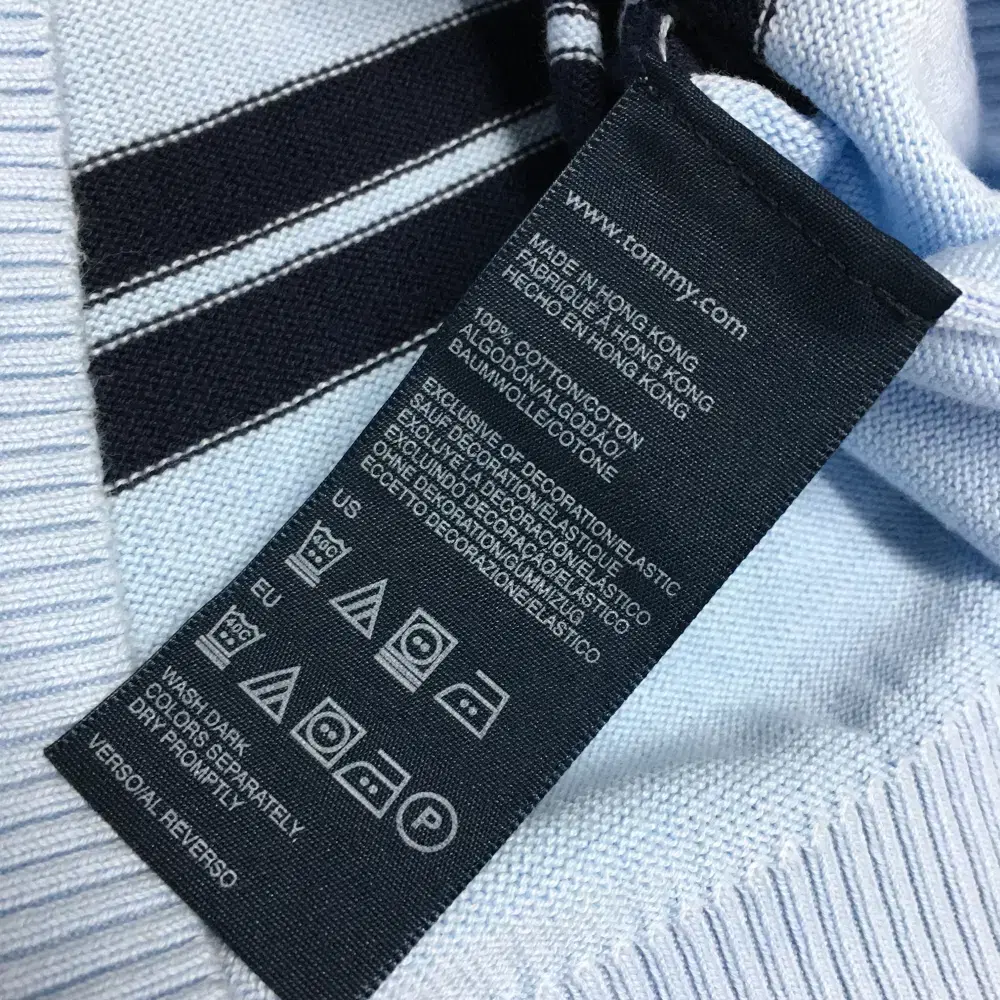 www.tommy.com
MADE IN HONG KONG
FABRIQUÉ À HONG KONG
HECHO EN HONG KONG
100% COTTON/COTON
ALGODÓN/ALGODÃO/
BAUMWOLLE/COTONE
EXCLUSIVE OF DECORATION/ELASTIC
SAUF DÉCORATION/ÉLASTIQUE
EXCLUYE LA DECORACIÓN/ELÁSTICO
EXCLUINDO DECORAÇÃO/ELÁSTICO
OHNE DEKORATION/GUMMIZUG
ECCETTO DECORAZIONE/ELASTICO
US
40C
EU
40C
P
WASH DARK
COLORS SEPARATELY
DRY PROMPTLY
VERSO/AL REVERSO